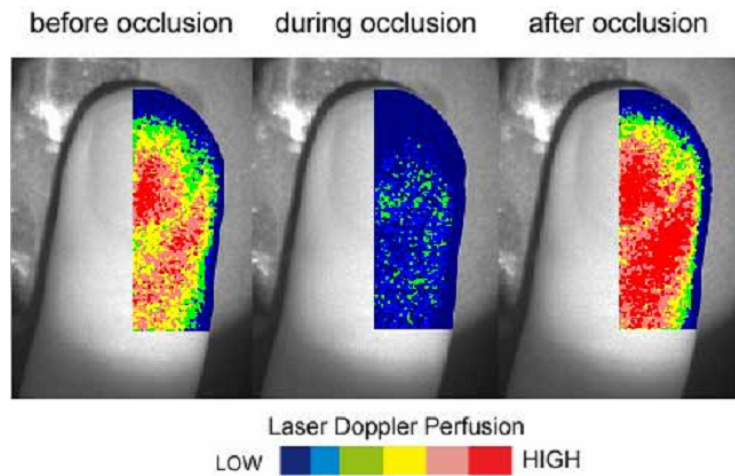 before occlusion during occlusion after occlusion
Laser Doppler Perfusion
LOW HIGH